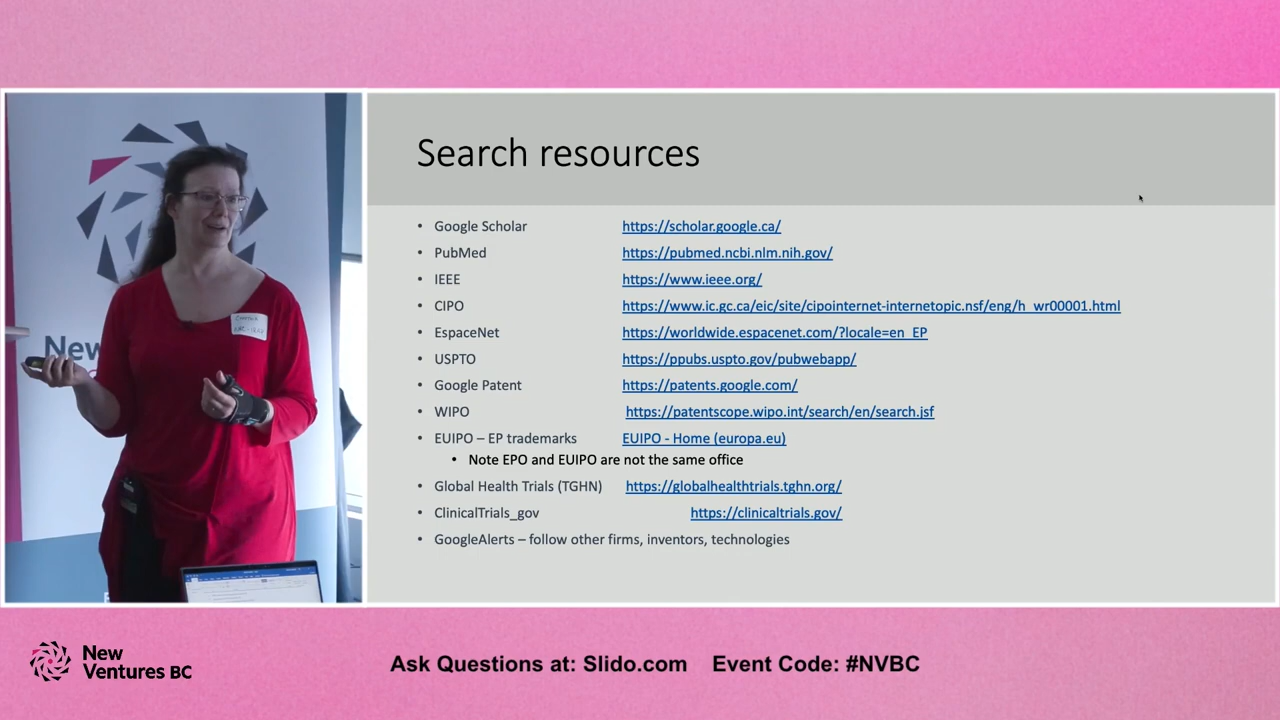 Search resources
• Google Scholar https://scholar.google.ca/
• PubMed https://pubmed.ncbi.nlm.nih.gov/
• IEEE https://www.ieee.org/
• CIPO https://www.ic.gc.ca/eic/site/cipointernet-internetopic.nsf/eng/h_wr00001.html
• EspaceNet https://worldwide.espacenet.com/?locale=en_EP
• USPTO https://ppubs.uspto.gov/pubwebapp/
• Google Patent https://patents.google.com/
• WIPO https://patentscope.wipo.int/search/en/search.jsf
• EUIPO – EP trademarks EUIPO - Home (europa.eu)
• Note EPO and EUIPO are not the same office
• Global Health Trials (TGHN) https://globalhealthtrials.tghn.org/
• ClinicalTrials_gov https://clinicaltrials.gov/
• GoogleAlerts – follow other firms, inventors, technologies
New
New
Ventures BC
Ask Questions at: Slido.com Event Code: #NVBC